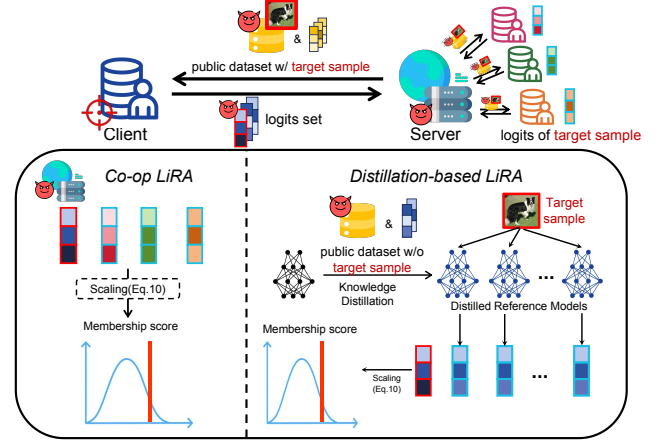 &
public dataset w/ target sample
logits set
Client
Server
logits of target sample
Co-op LiRA
Scaling(Eq.10)
Membership score
Distillation-based LiRA
&
public dataset w/o
target sample
Knowledge
Distillation
Target
sample
...
Distilled Reference Models
Membership score
Scaling
(Eq.10)
...